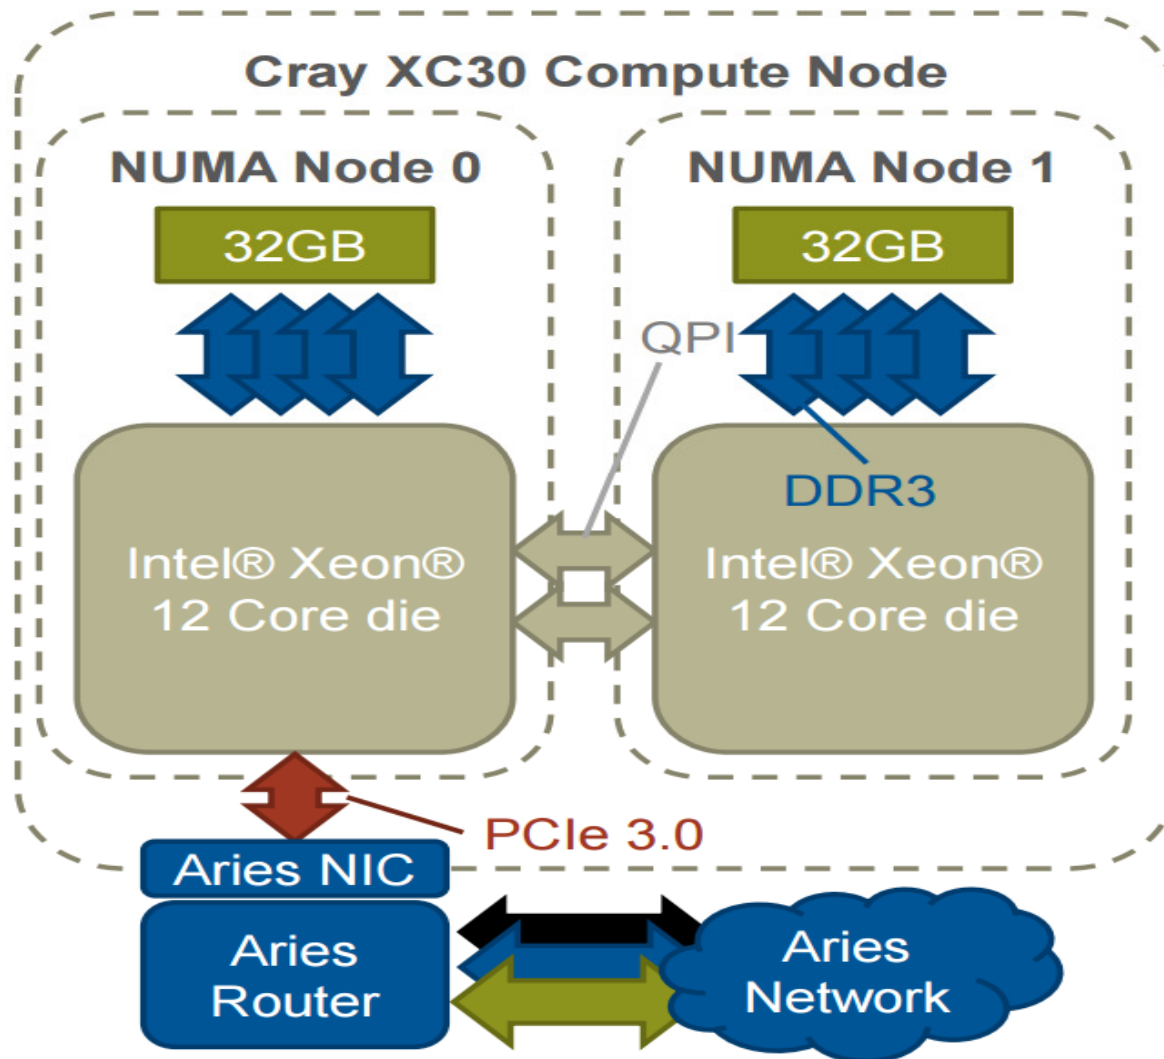 Cray XC30 Compute Node
NUMA Node 0
NUMA Node 1
32GB
32GB
QPI
DDR3
Intel® Xeon®
12 Core die
Intel® Xeon®
12 Core die
PCIe 3.0
Aries NIC
Aries
Router
Aries
Network